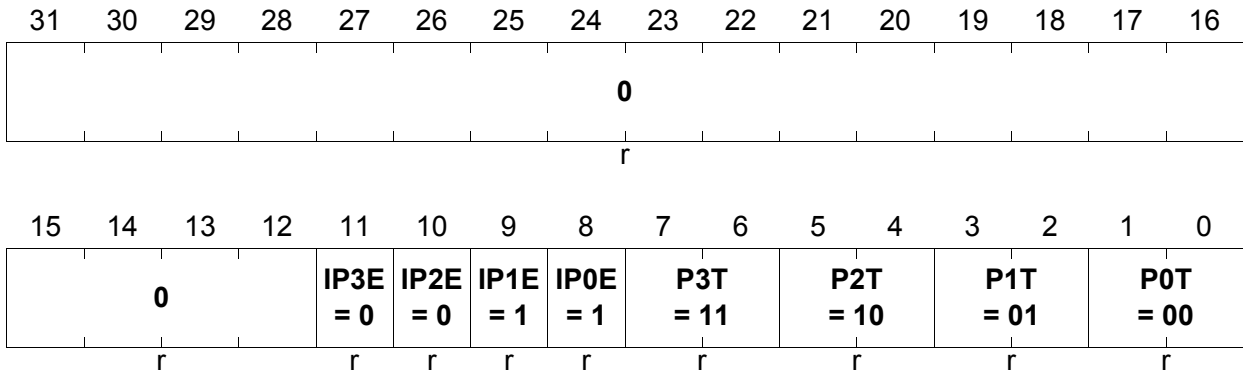 31 30 29 28 27 26 25 24 23 22 21 20 19 18 17 16
0
r
15 14 13 12 11 10 9 8 7 6 5 4 3 2 1 0
0 IP3E IP2E IP1E IP0E P3T P2T P1T P0T
= 0 = 0 = 1 = 1 = 11 = 10 = 01 = 00
r r r r r r r r r